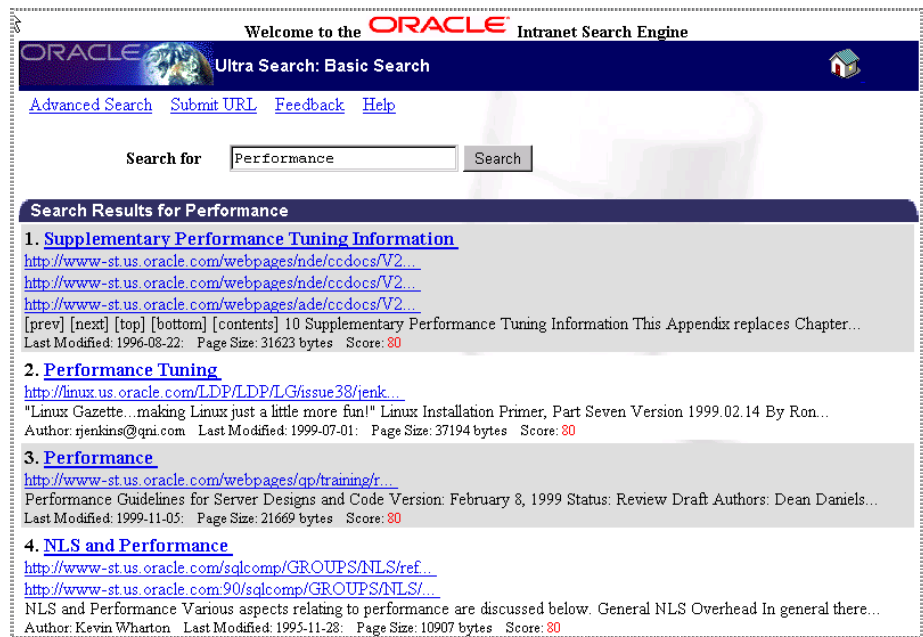 Welcome to the ORACLE Intranet Search Engine
ORACLE Ultra Search: Basic Search
Advanced Search Submit URL Feedback Help
Search for Performance Search
Search Results for Performance
1. Supplementary Performance Tuning Information
http://www-st.us.oracle.com/webpages/nde/ccdocs/V2...
http://www-st.us.oracle.com/webpages/nde/ccdocs/V2...
http://www-st.us.oracle.com/webpages/ade/ccdocs/V2...
[prev] [next] [top] [bottom] [contents] 10 Supplementary Performance Tuning Information This Appendix replaces Chapter...
Last Modified: 1996-08-22: Page Size: 31623 bytes Score: 80
2. Performance Tuning
http://linux.us.oracle.com/LDP/LDP/LG/issue38/jenk...
"Linux Gazette...making Linux just a little more fun!" Linux Installation Primer, Part Seven Version 1999.02.14 By Ron...
Author: rjenkins@qni.com Last Modified: 1999-07-01: Page Size: 37194 bytes Score: 80
3. Performance
http://www-st.us.oracle.com/webpages/qp/training/r...
Performance Guidelines for Server Designs and Code Version: February 8, 1999 Status: Review Draft Authors: Dean Daniels...
Last Modified: 1999-11-05: Page Size: 21669 bytes Score: 80
4. NLS and Performance
http://www-st.us.oracle.com/sqlcomp/GROUPS/NLS/ref...
http://www-st.us.oracle.com:90/sqlcomp/GROUPS/NLS/...
NLS and Performance Various aspects relating to performance are discussed below. General NLS Overhead In general there...
Author: Kevin Wharton Last Modified: 1995-11-28: Page Size: 10907 bytes Score: 80